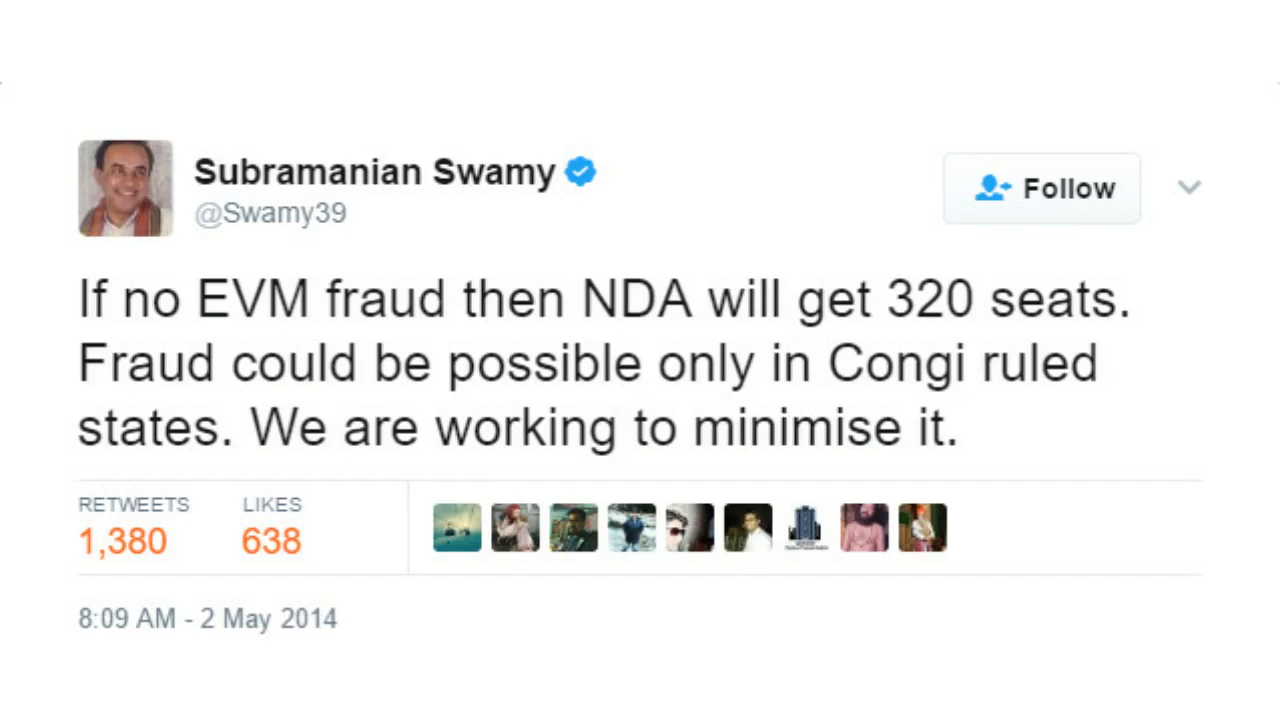 Subramanian Swamy
@Swamy39
Follow
If no EVM fraud then NDA will get 320 seats.
Fraud could be possible only in Congi ruled
states. We are working to minimise it.
RETWEETS LIKES
1,380 638
8:09 AM - 2 May 2014